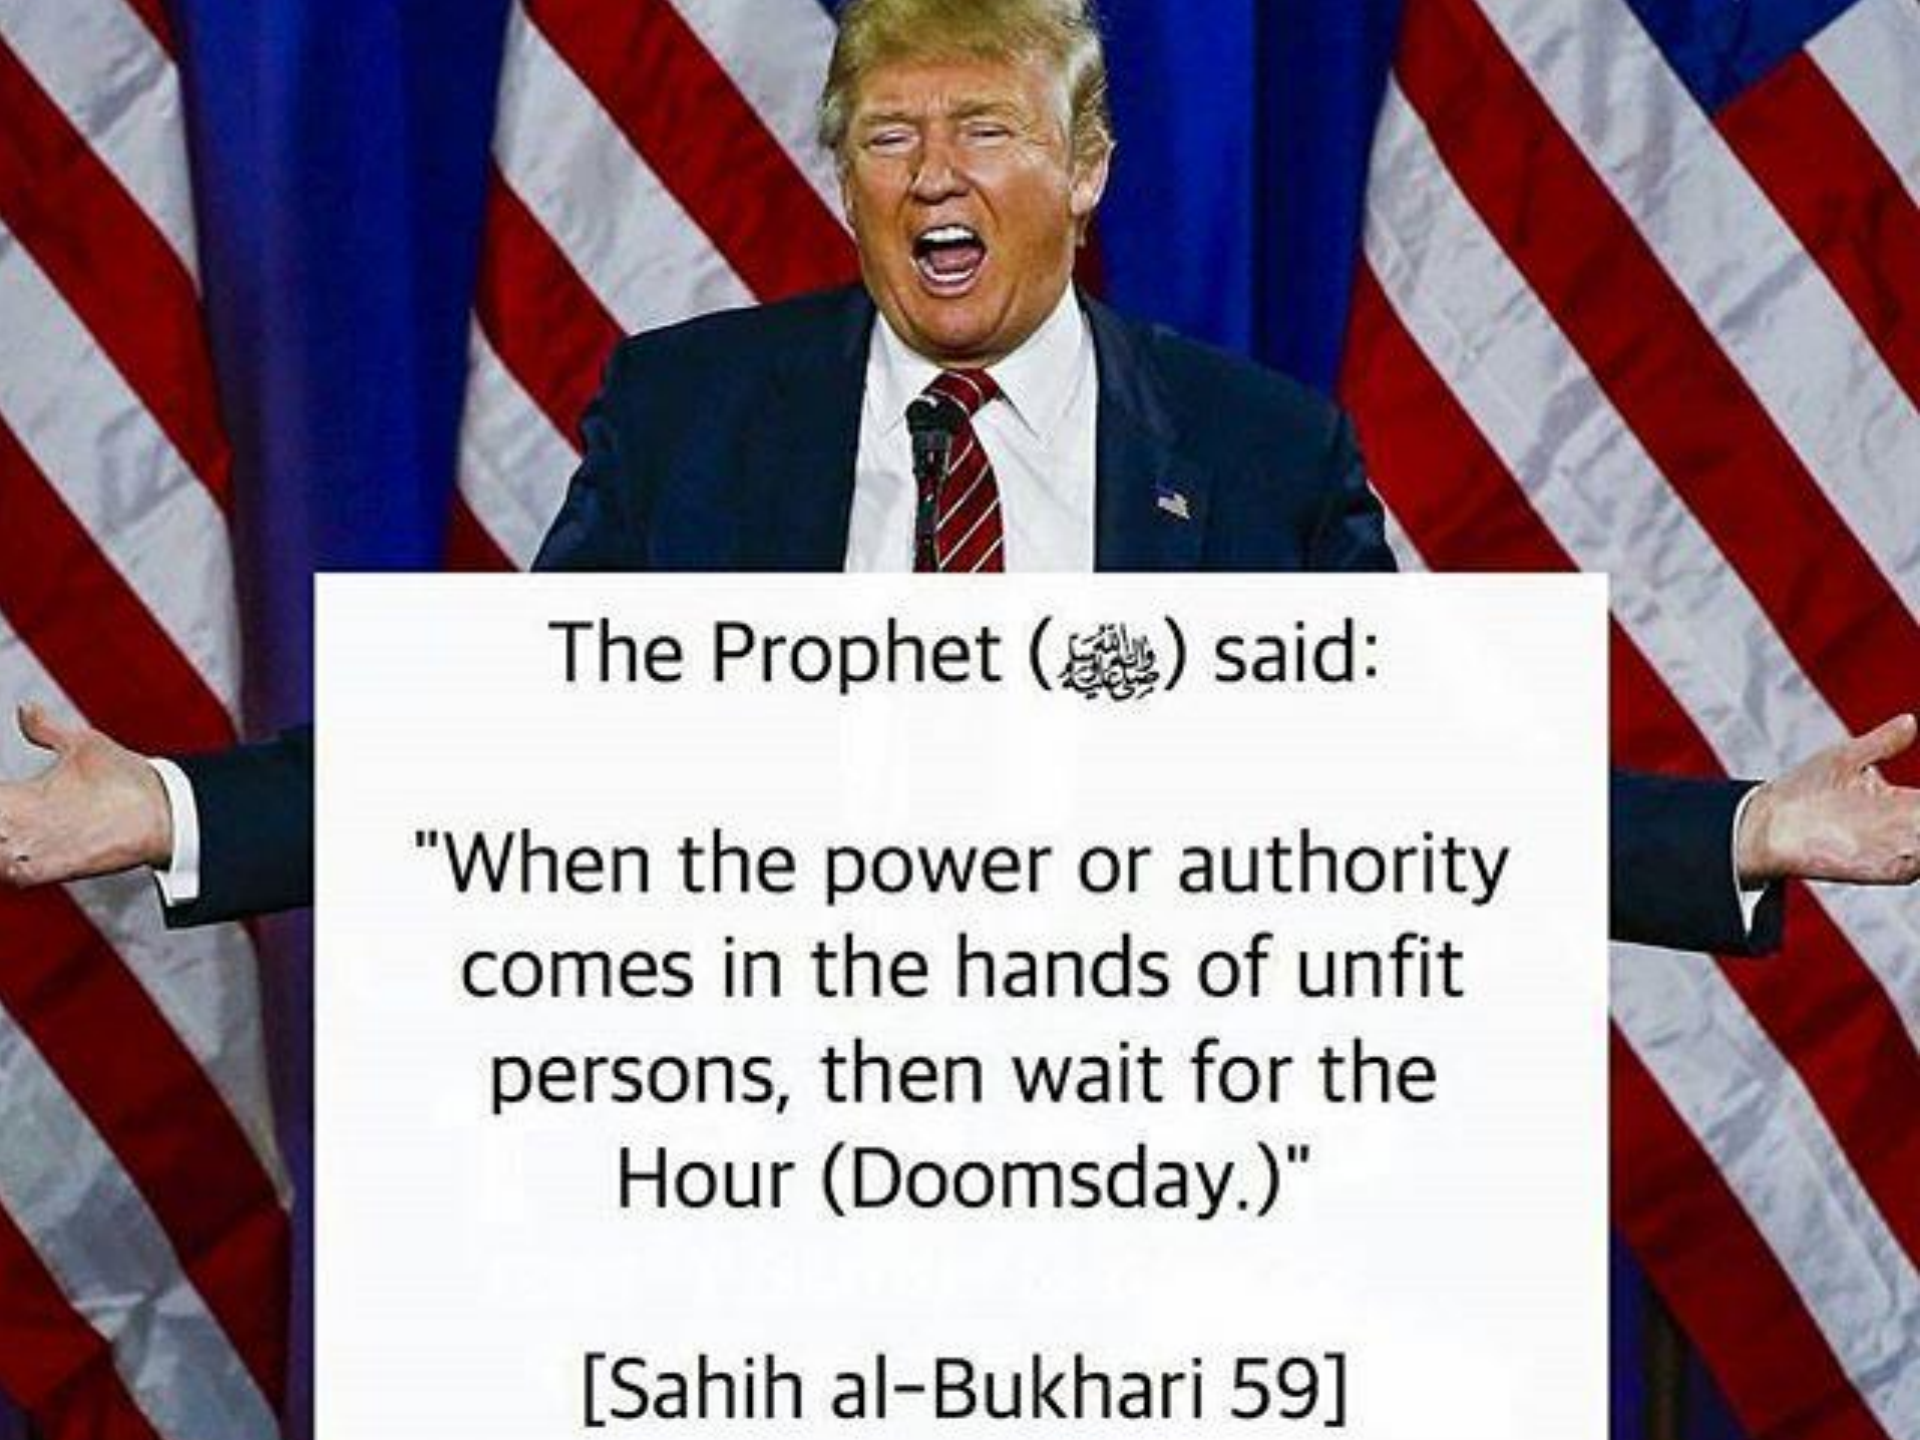 The Prophet (ﷺ) said:
"When the power or authority
comes in the hands of unfit
persons, then wait for the
Hour (Doomsday.)"
[Sahih al-Bukhari 59]